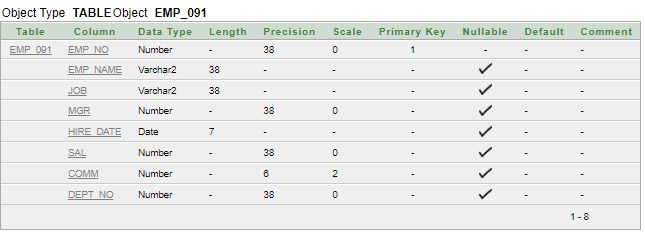 Object Type TABLE Object EMP_091
Table Column Data Type Length Precision Scale Primary Key Nullable Default Comment
EMP_091 EMP_NO Number - 38 0 1 - - -
EMP_NAME Varchar2 38 - - - - -
JOB Varchar2 38 - - - - -
MGR Number - 38 0 - - -
HIRE_DATE Date 7 - - - - -
SAL Number - 38 0 - - -
COMM Number - 6 2 - - -
DEPT_NO Number - 38 0 - - -
1 - 8